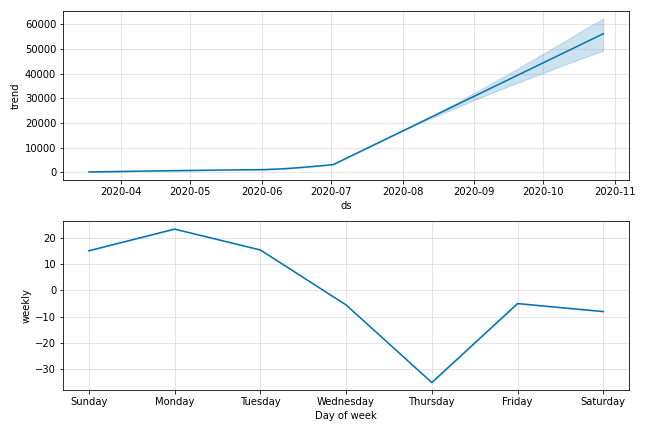 60000
50000
40000
30000
20000
10000
0
trend
2020-04 2020-05 2020-06 2020-07 2020-08 2020-09 2020-10 2020-11
ds
20
10
0
−10
−20
−30
weekly
Sunday Monday Tuesday Wednesday Thursday Friday Saturday
Day of week